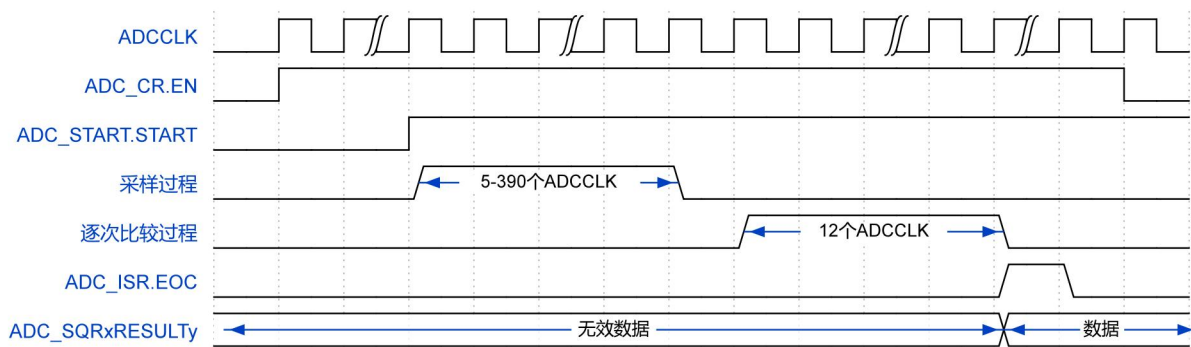 ADCCLK
ADC_CR.EN
ADC_START.START
采样过程
5-390个ADCCLK
逐次比较过程
12个ADCCLK
ADC_ISR.EOC
ADC_SQRxRESULTy
无效数据
数据